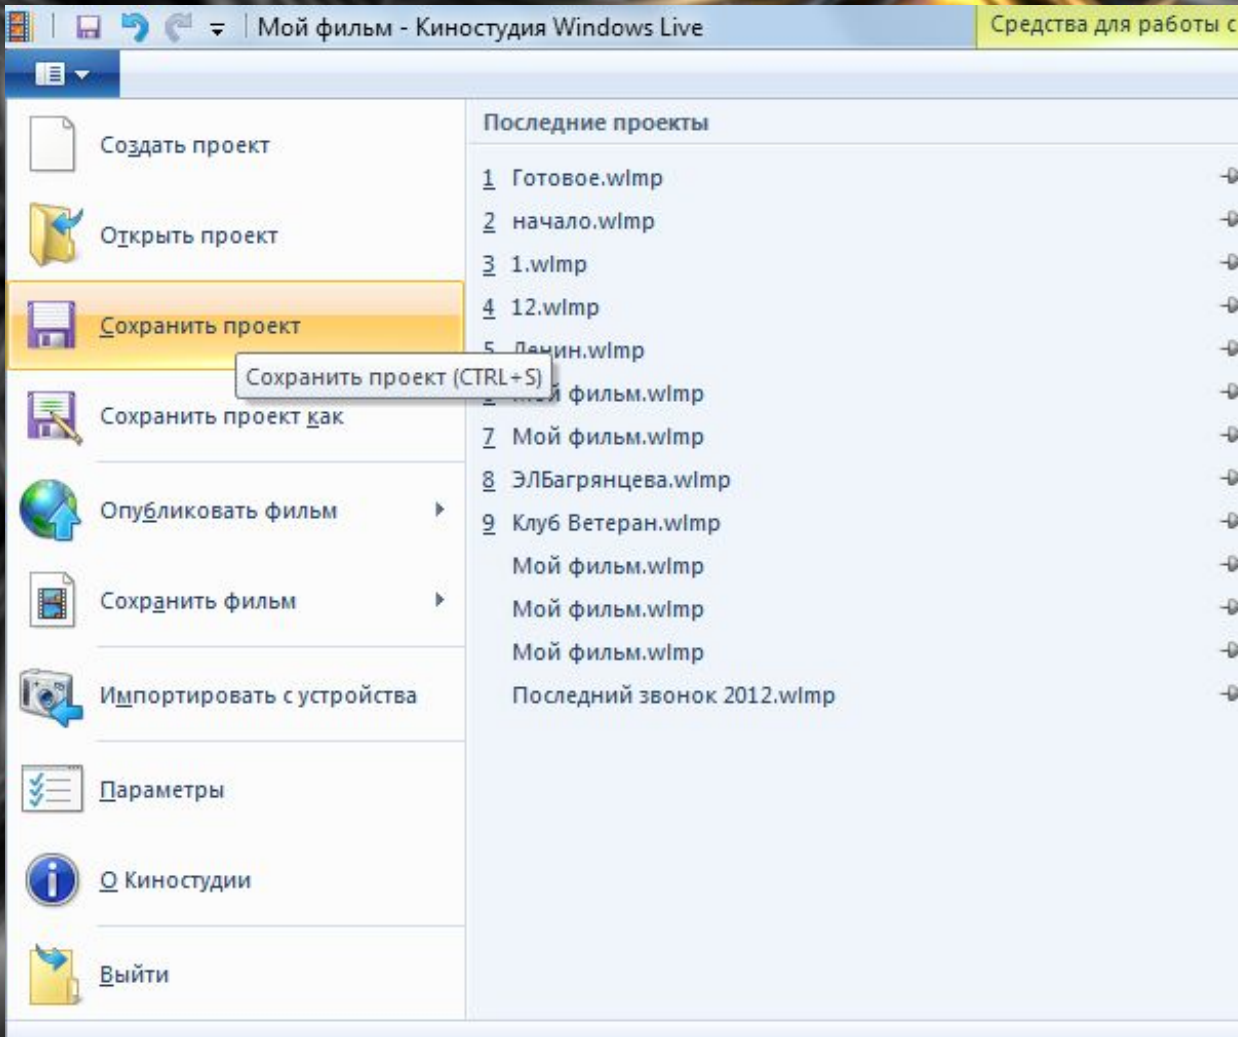 Мой фильм - Киностудия Windows Live
Средства для работы с
Создать проект
Открыть проект
Сохранить проект
Сохранить проект (CTRL+S)
Сохранить проект как
Опубликовать фильм
Сохранить фильм
Импортировать с устройства
Параметры
О Киностудии
Выйти
Последние проекты
1 Готовое.wlmp
2 начало.wlmp
3 1.wlmp
4 12.wlmp
5 Ленин.wlmp
фильм.wlmp
7 Мой фильм.wlmp
8 ЭЛБагрянцева.wlmp
9 Клуб Ветеран.wlmp
Мой фильм.wlmp
Мой фильм.wlmp
Мой фильм.wlmp
Последний звонок 2012.wlmp